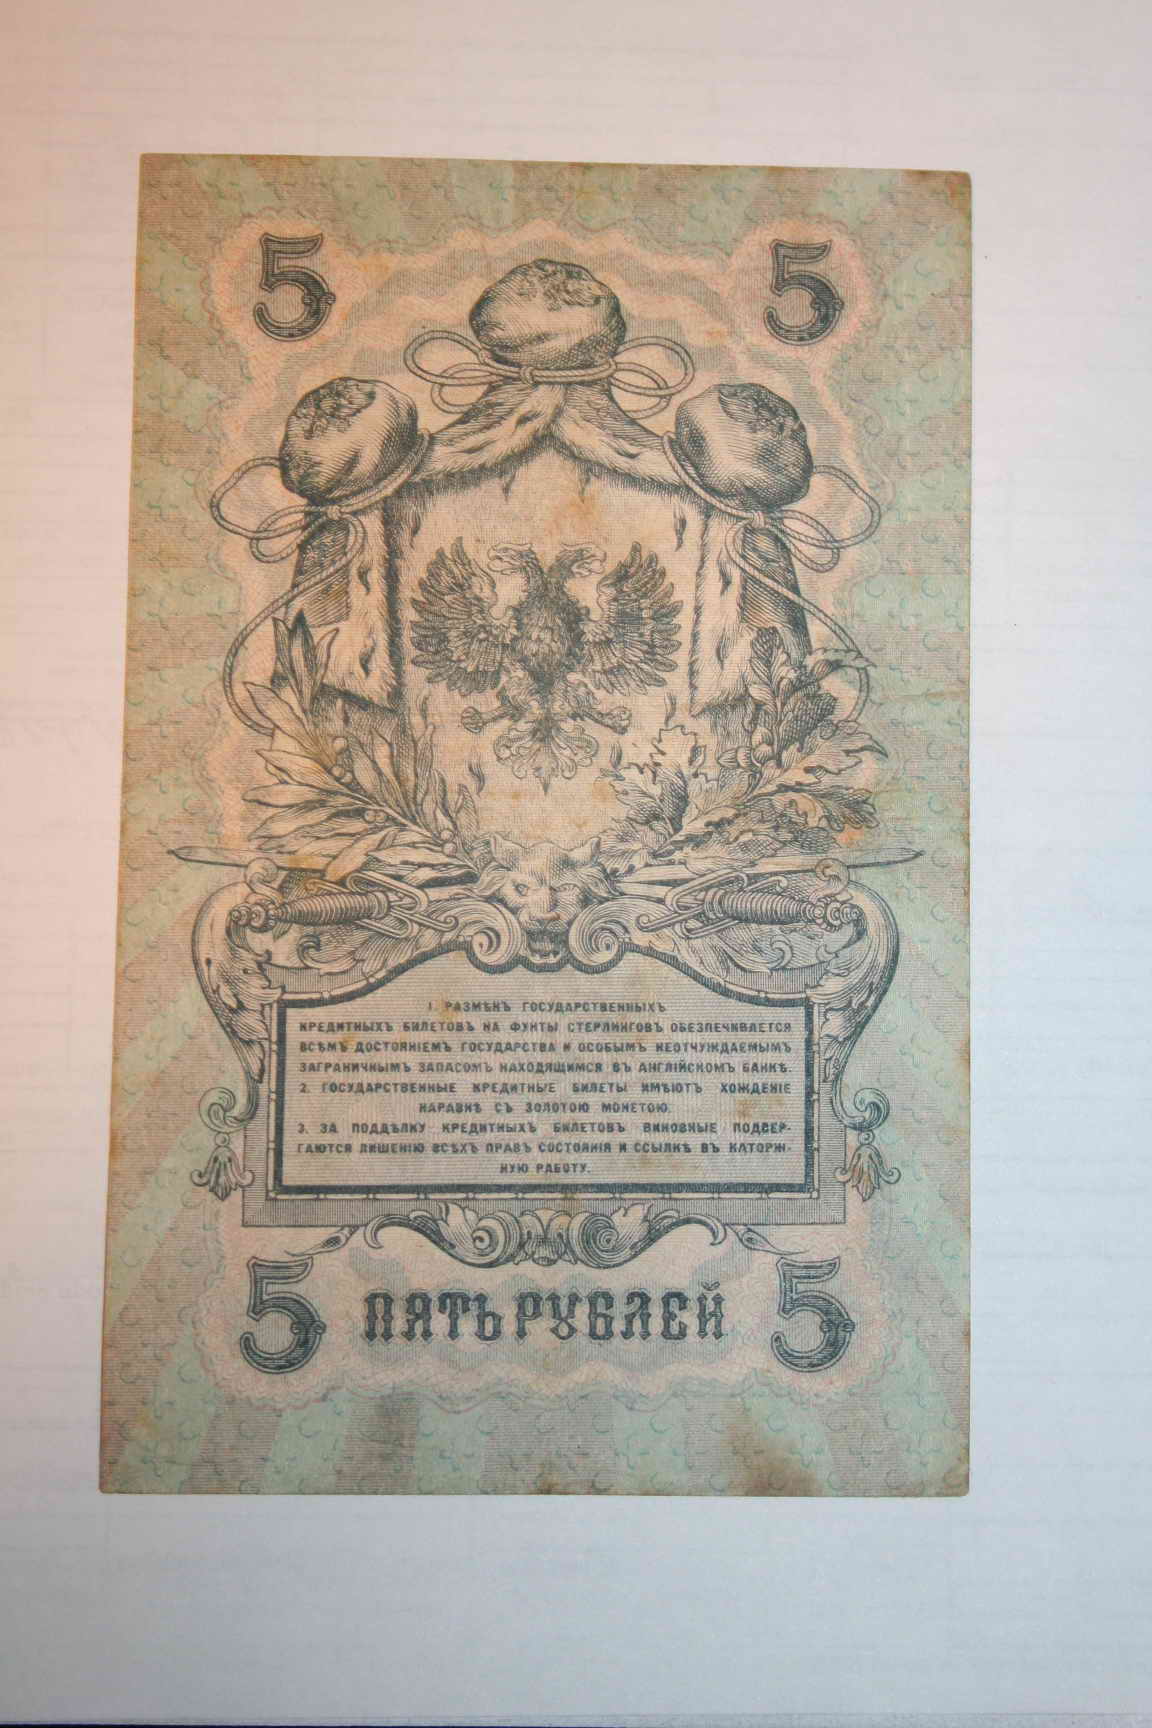 5 5
1. РАЗМѢНЪ ГОСУДАРСТВЕННЫХЪ
КРЕДИТНЫХЪ БИЛЕТОВЪ НА ФУНТЫ СТЕРЛИНГОВЪ ОБЕЗПЕЧИВАЕТСЯ
ВСѢМЪ ДОСТОЯНІЕМЪ ГОСУДАРСТВА И ОСОБЫМЪ НЕОТЧУЖДАЕМЫМЪ
ЗАГРАНИЧНЫМЪ ЗАПАСОМЪ НАХОДЯЩИМСЯ ВЪ АНГЛІЙСКОМЪ БАНКѢ.
2. ГОСУДАРСТВЕННЫЕ КРЕДИТНЫЕ БИЛЕТЫ ИМѢЮТЪ ХОЖДЕНІЕ
НАРАВНѢ СЪ ЗОЛОТОЮ МОНЕТОЮ.
3. ЗА ПОДДѢЛКУ КРЕДИТНЫХЪ БИЛЕТОВЪ ВИНОВНЫЕ ПОДВЕР-
ГАЮТСЯ ЛИШЕНІЮ ВСѢХЪ ПРАВЪ СОСТОЯНІЯ И ССЫЛКѢ ВЪ КАТОРЖ-
НУЮ РАБОТУ.
5 ПЯТЬ РУБЛЕЙ 5